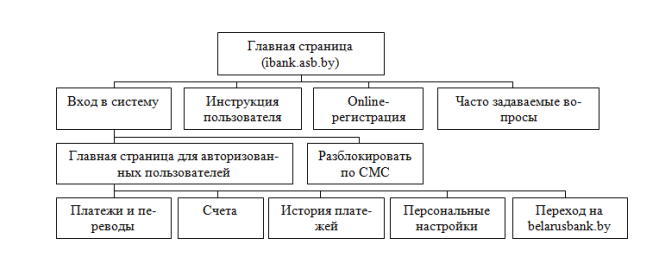 Главная страница
(ibank.asb.by)
Вход в систему
Инструкция
пользователя
Online-
регистрация
Часто задаваемые во-
просы
Главная страница для авторизован-
ных пользователей
Разблокировать
по СМС
Платежи и пе-
реводы
Счета
История плате-
жей
Персональные
настройки
Переход на
belarusbank.by